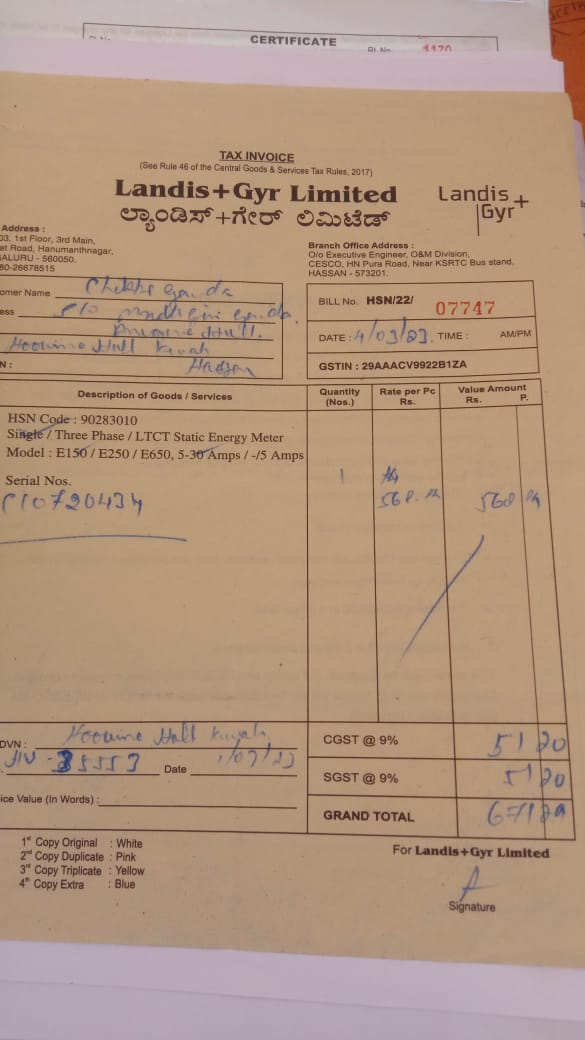 CERTIFICATE
Rt. No. 1170
TAX INVOICE
(See Rule 46 of the Central Goods & Services Tax Rules, 2017)
Landis+Gyr Limited
ಲ್ಯಾಂಡಿಸ್+ಗೇರ್ ಲಿಮಿಟೆಡ್
Landis+
Gyr
Address :
03, 1st Floor, 3rd Main,
et Road, Hanumanthnagar,
ALURU - 560050.
80-26678515
Branch Office Address :
O/o Executive Engineer, O&M Division,
CESCO, HN Pura Road, Near KSRTC Bus stand,
HASSAN - 573201.
omer Name
ess S/o
Hassan
N :
BILL No. HSN/22/ 07747
DATE : 4/03/23. TIME : AM/PM
GSTIN : 29AAACV9922B1ZA
Description of Goods / Services
Quantity (Nos.)
Rate per Pc Rs.
Value Amount Rs. P.
HSN Code : 90283010
Single / Three Phase / LTCT Static Energy Meter
Model : E150 / E250 / E650, 5-30 Amps / -/5 Amps
Serial Nos.
1
568.
568
DVN :
Date
ice Value (in Words) :
CGST @ 9% 51 20
SGST @ 9% 51 20
GRAND TOTAL
1st Copy Original : White
2nd Copy Duplicate : Pink
3rd Copy Triplicate : Yellow
4th Copy Extra : Blue
For Landis+Gyr Limited
Signature